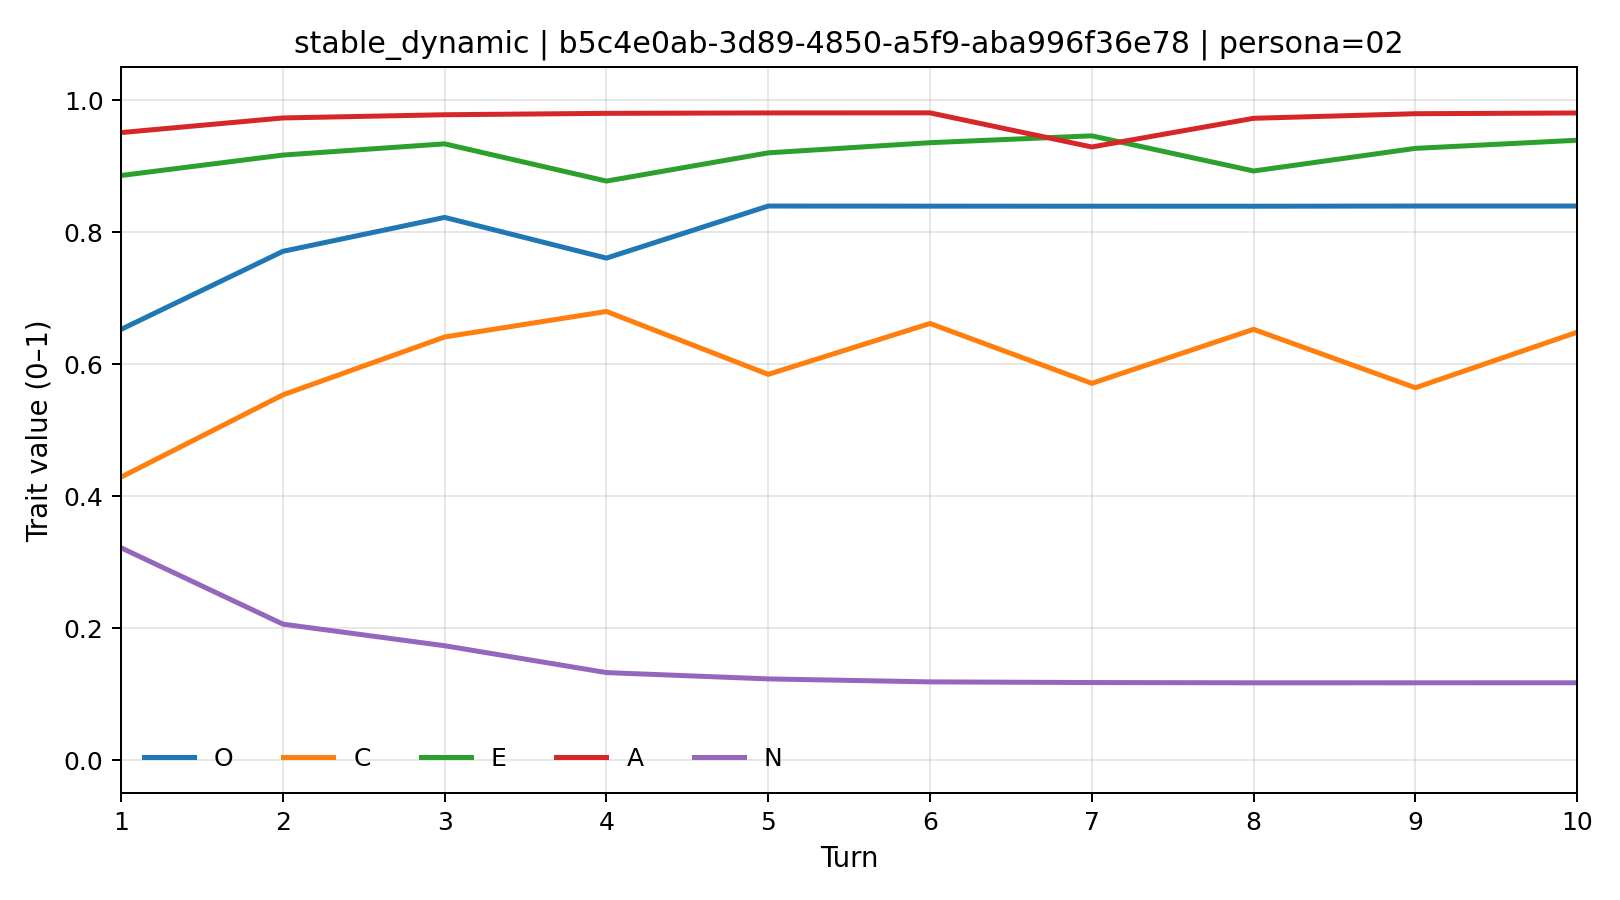 stable_dynamic | b5c4e0ab-3d89-4850-a5f9-aba996f36e78 | persona=02
Trait value (0–1)
1.0
0.8
0.6
0.4
0.2
0.0
O C E A N
1 2 3 4 5 6 7 8 9 10
Turn